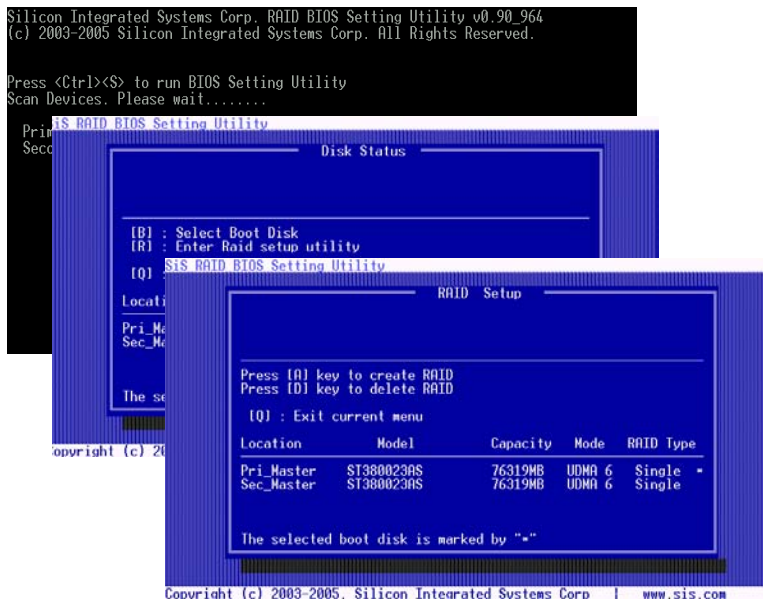 Silicon Integrated Systems Corp. RAID BIOS Setting Utility v0.90_964
(c) 2003-2005 Silicon Integrated Systems Corp. All Rights Reserved.
Press <Ctrl><S> to run BIOS Setting Utility
Scan Devices. Please wait........
SiS RAID BIOS Setting Utility
Disk Status
[B] : Select Boot Disk
[R] : Enter Raid setup utility
[Q] :
SiS RAID BIOS Setting Utility
RAID Setup
Press [A] key to create RAID
Press [D] key to delete RAID
[Q] : Exit current menu
Location Model Capacity Mode RAID Type
Pri_Master ST380023AS 76319MB UDMA 6 Single *
Sec_Master ST380023AS 76319MB UDMA 6 Single
The selected boot disk is marked by "*"
Copyright (c) 2003-2005. Silicon Integrated Systems Corp | www.sis.com